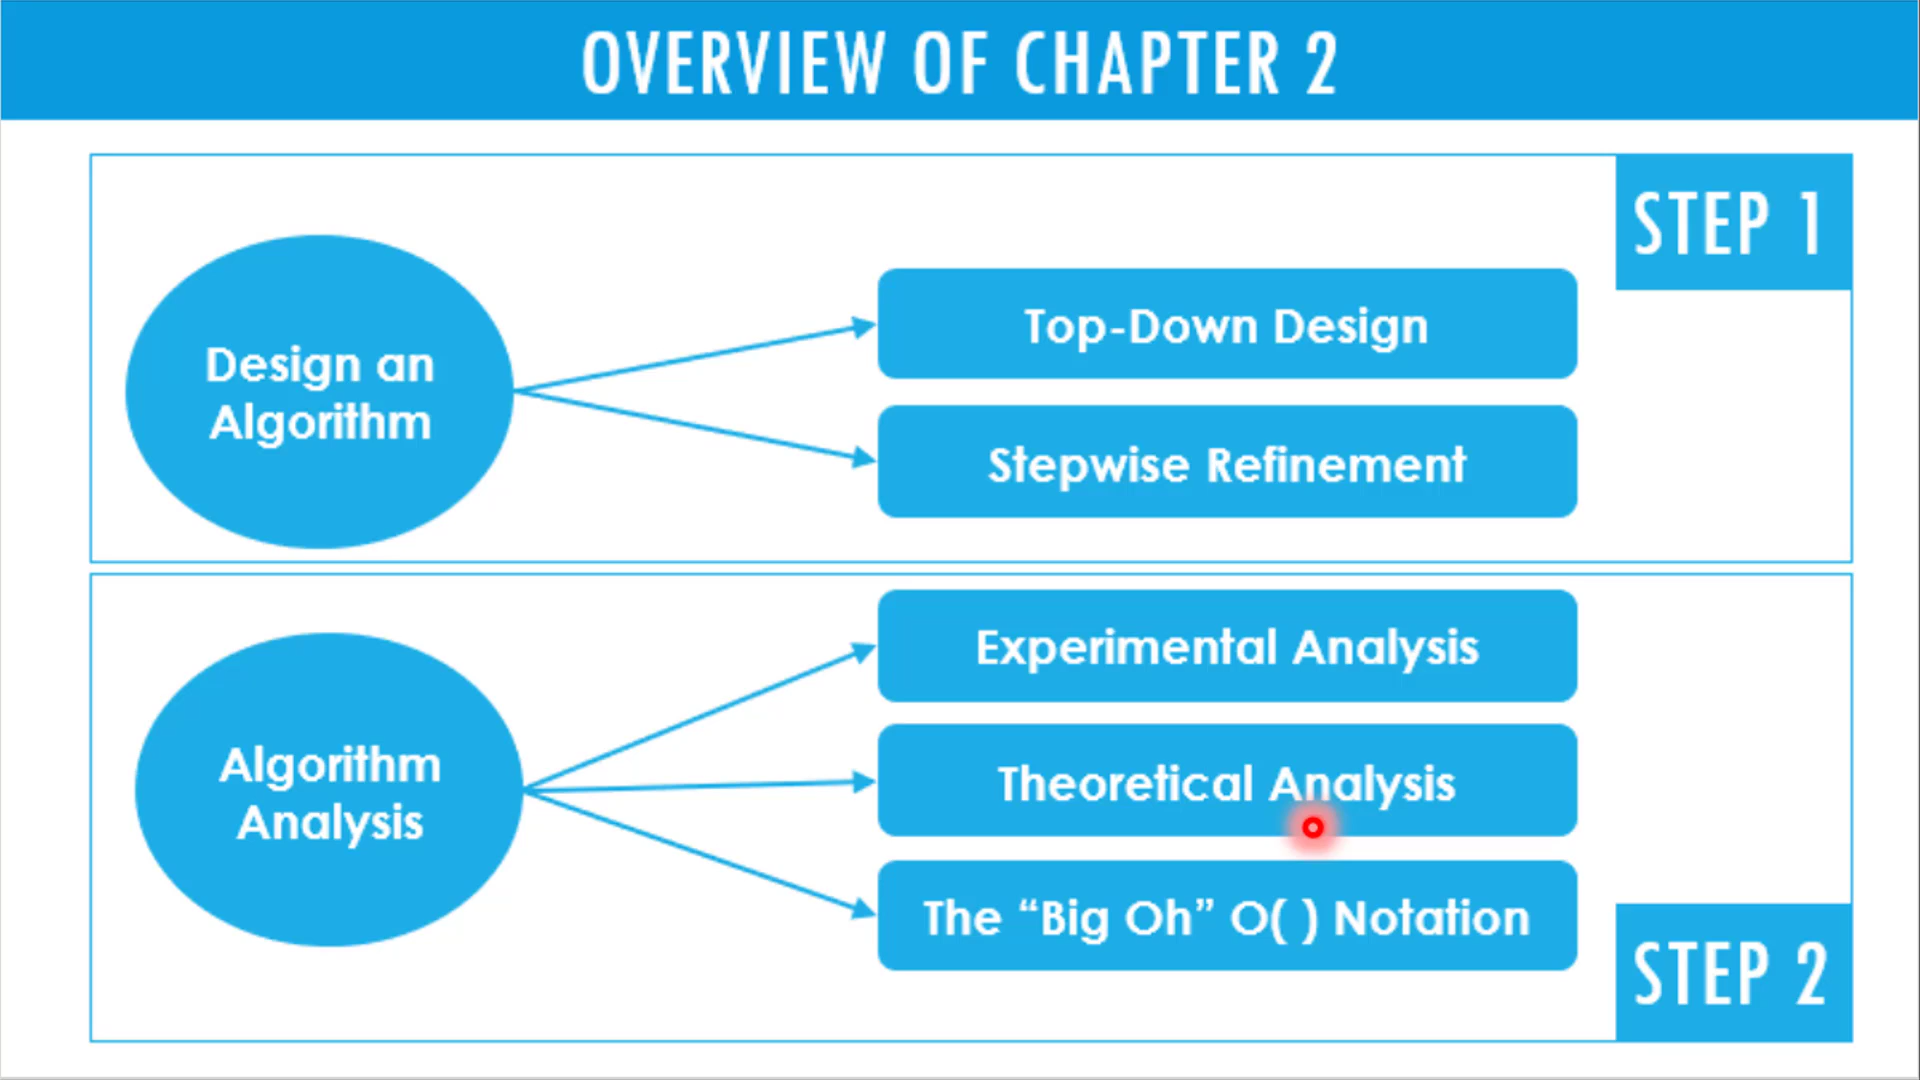 OVERVIEW OF CHAPTER 2
STEP 1
Design an
Algorithm
Top-Down Design
Stepwise Refinement
Algorithm
Analysis
Experimental Analysis
Theoretical Analysis
The “Big Oh” O( ) Notation
STEP 2